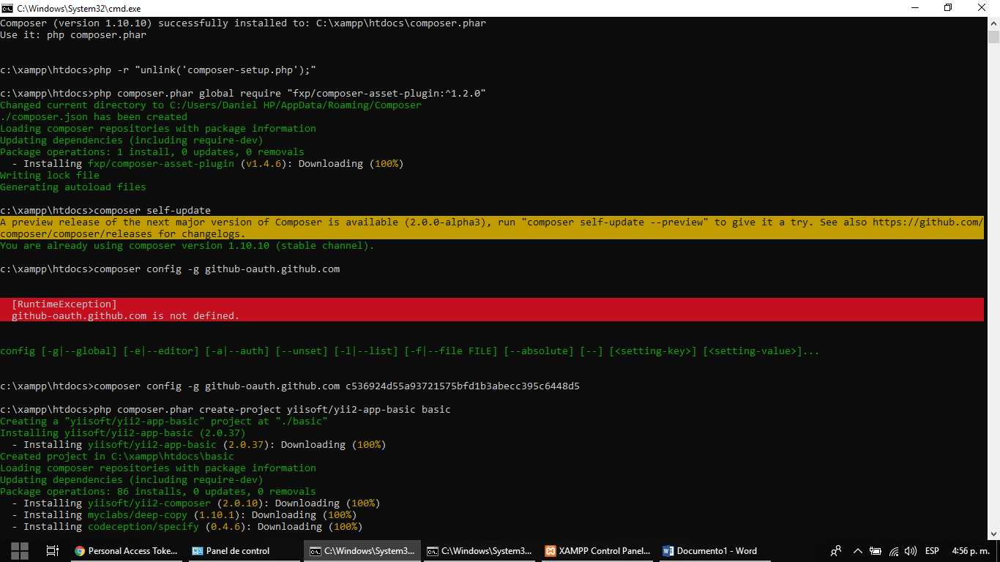 C:\Windows\System32\cmd.exe
Composer (version 1.10.10) successfully installed to: C:\xampp\htdocs\composer.phar
Use it: php composer.phar
c:\xampp\htdocs>php -r "unlink('composer-setup.php');"
c:\xampp\htdocs>php composer.phar global require "fxp/composer-asset-plugin:^1.2.0"
Changed current directory to C:/Users/Daniel HP/AppData/Roaming/Composer
./composer.json has been created
Loading composer repositories with package information
Updating dependencies (including require-dev)
Package operations: 1 install, 0 updates, 0 removals
  - Installing fxp/composer-asset-plugin (v1.4.6): Downloading (100%)
Writing lock file
Generating autoload files
c:\xampp\htdocs>composer self-update
A preview release of the next major version of Composer is available (2.0.0-alpha3), run "composer self-update --preview" to give it a try. See also https://github.com/
composer/composer/releases for changelogs.
You are already using composer version 1.10.10 (stable channel).
c:\xampp\htdocs>composer config -g github-oauth.github.com
[RuntimeException]
github-oauth.github.com is not defined.
config [-g|--global] [-e|--editor] [-a|--auth] [--unset] [-l|--list] [-f|--file FILE] [--absolute] [--] [<setting-key>] [<setting-value>]...
c:\xampp\htdocs>composer config -g github-oauth.github.com c536924d55a93721575bfd1b3abecc395c6448d5
c:\xampp\htdocs>php composer.phar create-project yiisoft/yii2-app-basic basic
Creating a "yiisoft/yii2-app-basic" project at "./basic"
Installing yiisoft/yii2-app-basic (2.0.37)
  - Installing yiisoft/yii2-app-basic (2.0.37): Downloading (100%)
Created project in C:\xampp\htdocs\basic
Loading composer repositories with package information
Updating dependencies (including require-dev)
Package operations: 86 installs, 0 updates, 0 removals
  - Installing yiisoft/yii2-composer (2.0.10): Downloading (100%)
  - Installing myclabs/deep-copy (1.10.1): Downloading (100%)
  - Installing codeception/specify (0.4.6): Downloading (100%)
Personal Access Toke... Panel de control C:\Windows\System3... C:\Windows\System3... XAMPP Control Panel... Documento1 - Word ESP 4:56 p. m.